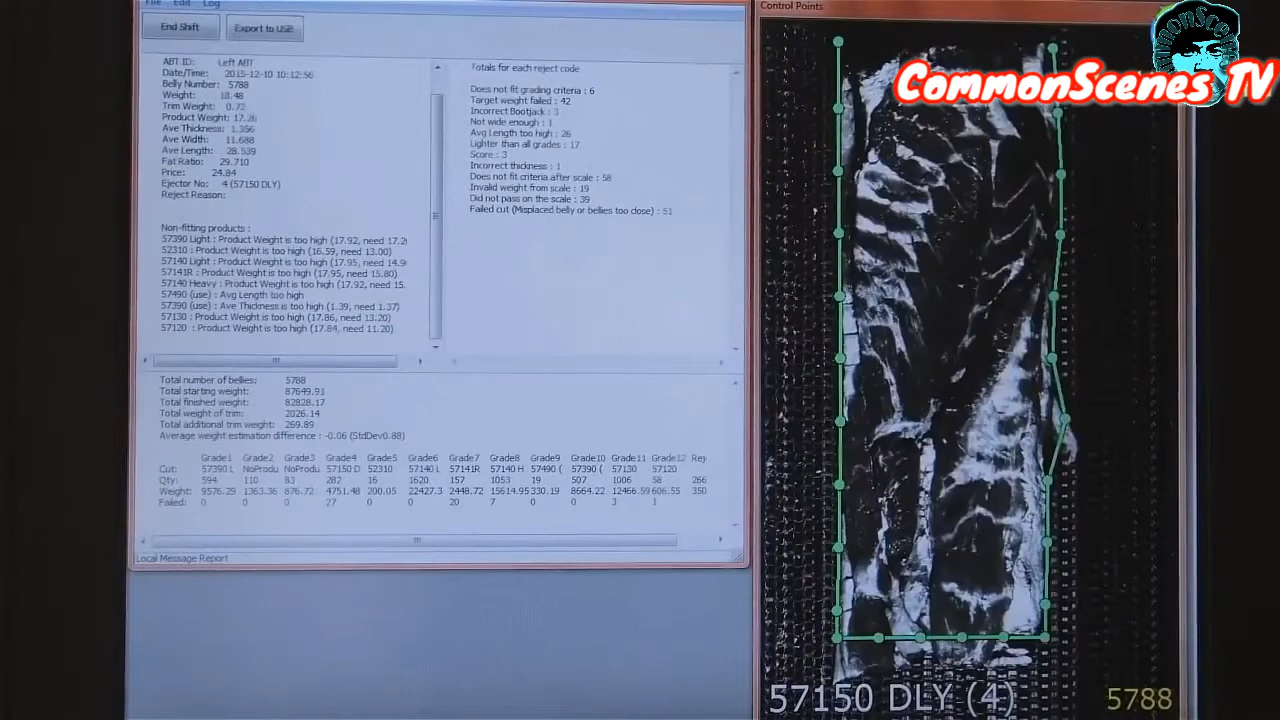 File Edit Log
End Shift Export to USB
ABT ID: Left ABT
Date/Time: 2015-12-10 10:12:56
Belly Number: 5788
Weight: 18.48
Trim Weight: 0.72
Product Weight: 17.26
Ave Thickness: 1.356
Ave Width: 11.688
Ave Length: 28.539
Fat Ratio: 29.710
Price: 24.84
Ejector No: 4 (57150 DLY)
Reject Reason:
Non-fitting products :
57390 Light : Product Weight is too high (17.92, need 17.2
52310 : Product Weight is too high (16.59, need 13.00)
57140 Light : Product Weight is too high (17.95, need 14.9
57141R : Product Weight is too high (17.95, need 15.80)
57140 Heavy : Product Weight is too high (17.92, need 15.
57490 (use) : Avg Length too high
57390 (use) : Ave Thickness is too high (1.39, need 1.37)
57130 : Product Weight is too high (17.86, need 13.20)
57120 : Product Weight is too high (17.84, need 11.20)
Totals for each reject code
Does not fit grading criteria : 6
Target weight failed : 42
Incorrect Bootjack : 3
Not wide enough : 1
Avg Length too high : 26
Lighter than all grades : 17
Score : 3
Incorrect thickness : 1
Does not fit criteria after scale : 58
Invalid weight from scale : 19
Did not pass on the scale : 39
Failed cut (Misplaced belly or bellies too close) : 51
Total number of bellies: 5788
Total starting weight: 87649.91
Total finished weight: 82828.17
Total weight of trim: 2026.14
Total additional trim weight: 269.89
Average weight estimation difference : -0.06 (StdDev0.88)
Grade1 Grade2 Grade3 Grade4 Grade5 Grade6 Grade7 Grade8 Grade9 Grade10 Grade11 Grade12 Rej
Cut: 57390 L NoProdu NoProdu 57150 D 52310 57140 L 57141R 57140 H 57490 ( 57390 ( 57130 57120
Qty: 594 110 83 282 16 1620 157 1053 19 507 1006 58 266
Weight: 9576.29 1363.36 876.72 4751.48 200.05 22427.3 2448.72 15614.95 330.19 8664.22 12466.59 606.55 350
Failed: 0 0 0 27 0 0 20 7 0 0 3 1
Local Message Report
Control Points
CommonScenes TV
57150 DLY (4) 5788